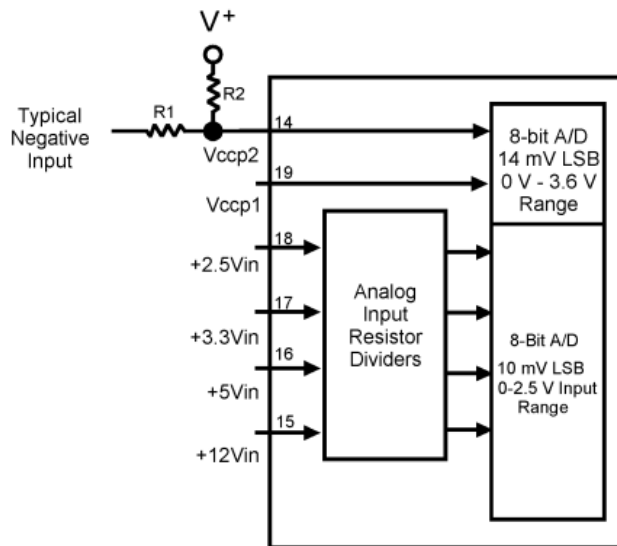 V+
R2
R1
Typical
Negative
Input
14
Vccp2
19
Vccp1
18
+2.5Vin
17
+3.3Vin
16
+5Vin
15
+12Vin
Analog
Input
Resistor
Dividers
8-bit A/D
14 mV LSB
0 V - 3.6 V
Range
8-Bit A/D
10 mV LSB
0-2.5 V Input
Range